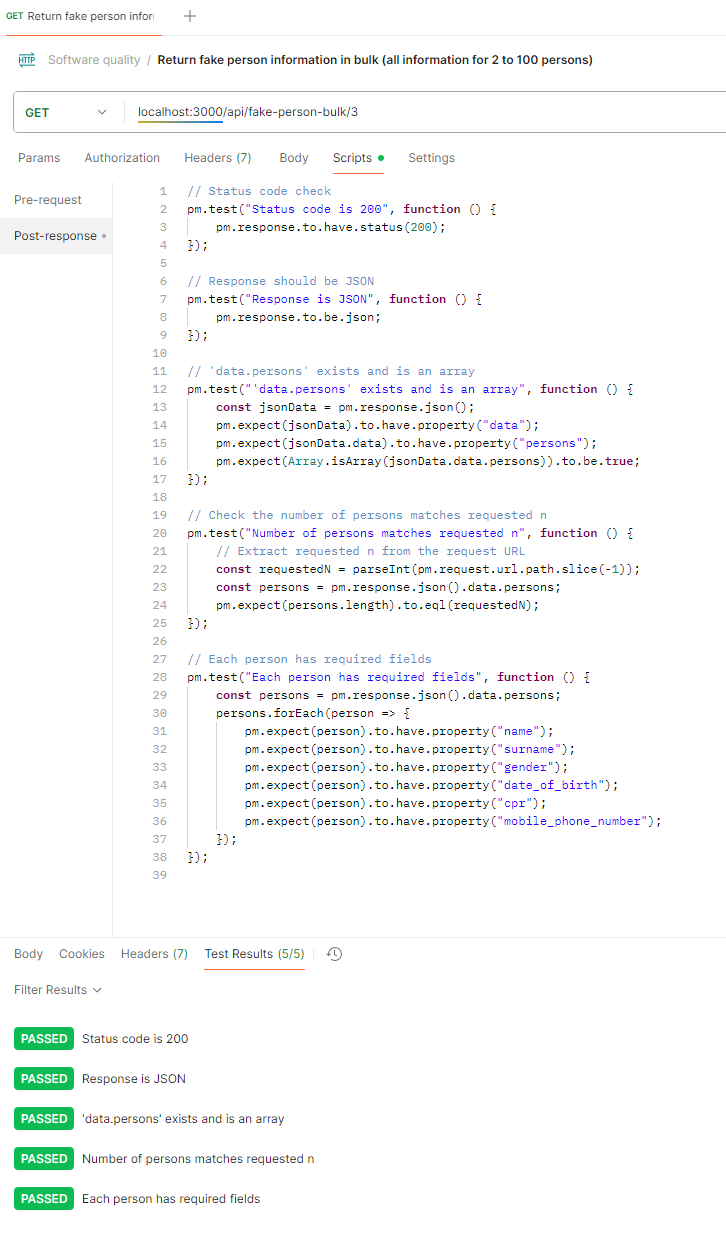 GET Return fake person infor
HTTP Software quality / Return fake person information in bulk (all information for 2 to 100 persons)
GET localhost:3000/api/fake-person-bulk/3
Params Authorization Headers (7) Body Scripts Settings
Pre-request
Post-response
1 // Status code check
2 pm.test("Status code is 200", function () {
3 pm.response.to.have.status(200);
4 });
5
6 // Response should be JSON
7 pm.test("Response is JSON", function () {
8 pm.response.to.be.json;
9 });
10
11 // 'data.persons' exists and is an array
12 pm.test("'data.persons' exists and is an array", function () {
13 const jsonData = pm.response.json();
14 pm.expect(jsonData).to.have.property("data");
15 pm.expect(jsonData.data).to.have.property("persons");
16 pm.expect(Array.isArray(jsonData.data.persons)).to.be.true;
17 });
18
19 // Check the number of persons matches requested n
20 pm.test("Number of persons matches requested n", function () {
21 // Extract requested n from the request URL
22 const requestedN = parseInt(pm.request.url.path.slice(-1));
23 const persons = pm.response.json().data.persons;
24 pm.expect(persons.length).to.eql(requestedN);
25 });
26
27 // Each person has required fields
28 pm.test("Each person has required fields", function () {
29 const persons = pm.response.json().data.persons;
30 persons.forEach(person => {
31 pm.expect(person).to.have.property("name");
32 pm.expect(person).to.have.property("surname");
33 pm.expect(person).to.have.property("gender");
34 pm.expect(person).to.have.property("date_of_birth");
35 pm.expect(person).to.have.property("cpr");
36 pm.expect(person).to.have.property("mobile_phone_number");
37 });
38 });
39
Body Cookies Headers (7) Test Results (5/5)
Filter Results
PASSED Status code is 200
PASSED Response is JSON
PASSED 'data.persons' exists and is an array
PASSED Number of persons matches requested n
PASSED Each person has required fields